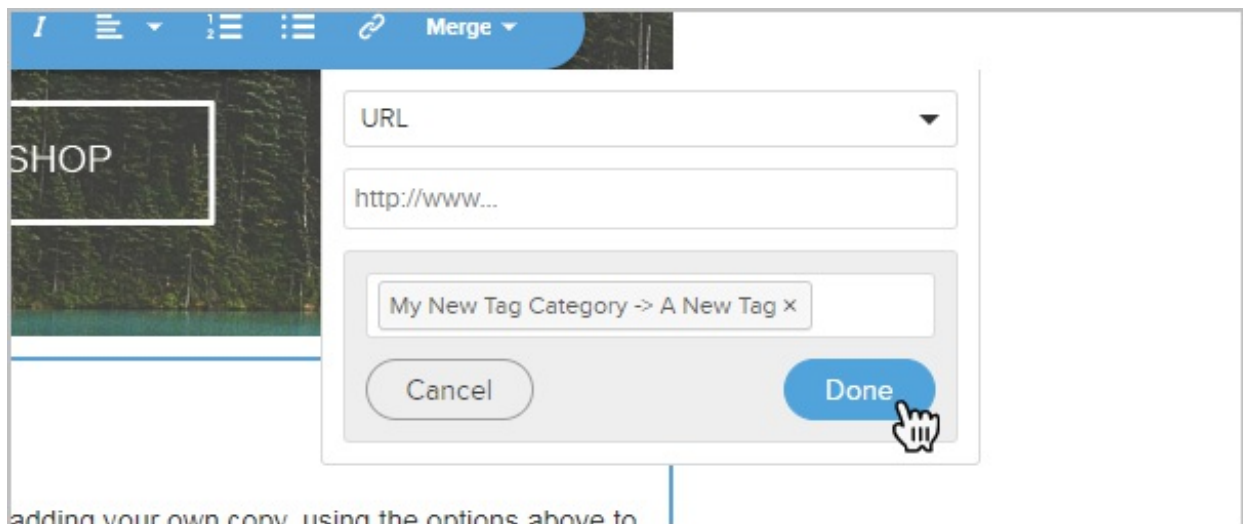 I
Merge
SHOP
URL
http://www...
My New Tag Category -> A New Tag ×
Cancel
Done
adding your own copy, using the options above to